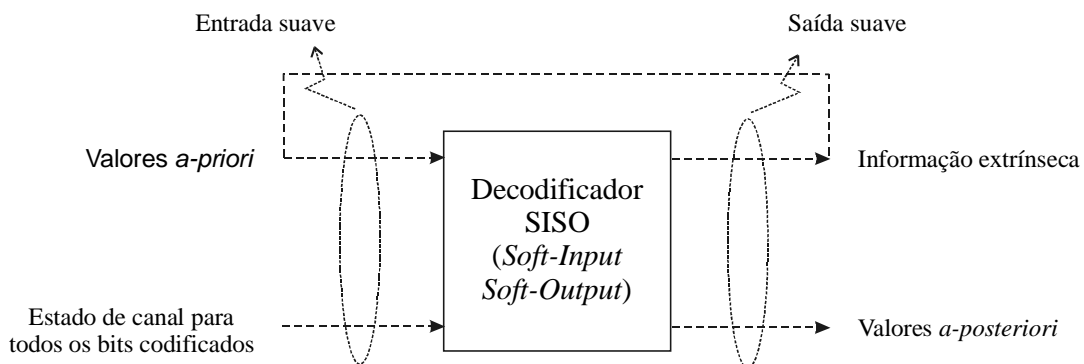 Entrada suave
Saída suave
Valores a-priori
Decodificador
SISO
(Soft-Input
Soft-Output)
Informação extrínseca
Estado de canal para
todos os bits codificados
Valores a-posteriori